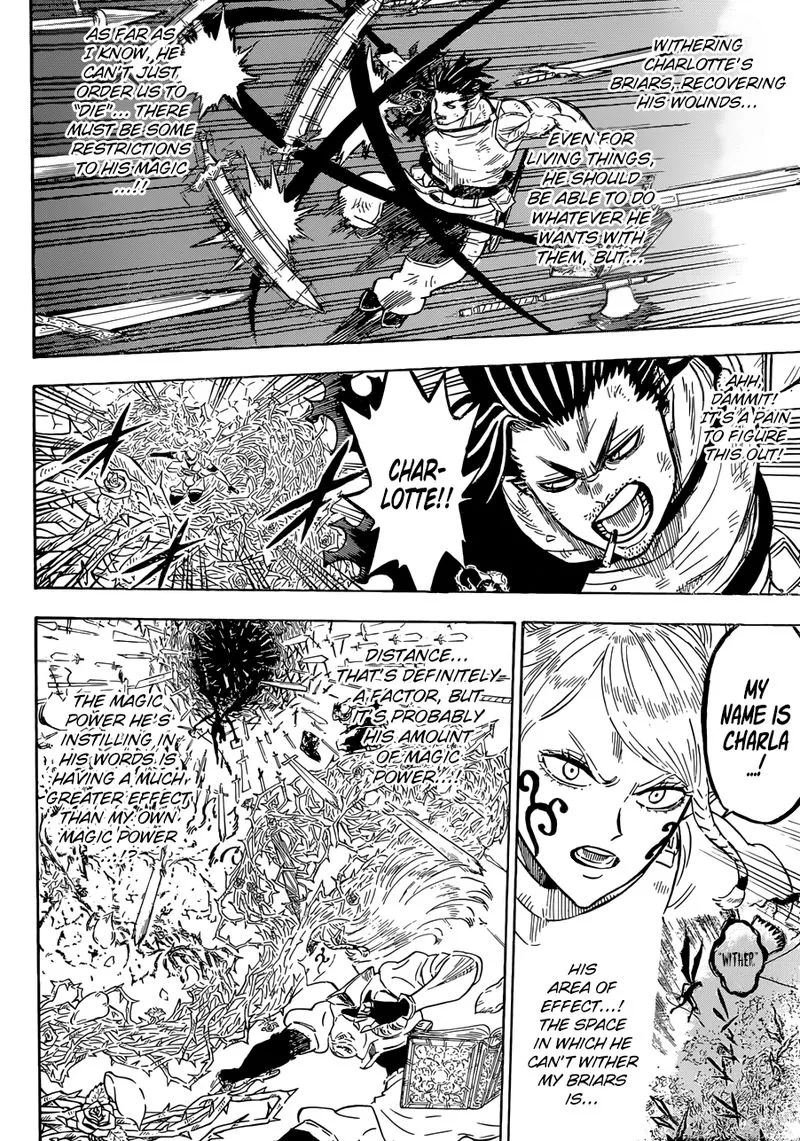 WITHERING
CHARLOTTE'S
BRIARS, RECOVERING
HIS WOUNDS...
EVEN FOR
LIVING THINGS,
HE SHOULD
BE ABLE TO DO
WHATEVER HE
WANTS WITH
THEM, BUT...
AS FAR AS
I KNOW, HE
CAN'T JUST
ORDER US TO
"DIE"... THERE
MUST BE SOME
RESTRICTIONS
TO HIS MAGIC
...!!
AHH,
DAMMIT!
IT'S A PAIN
TO FIGURE
THIS OUT!
CHAR-
LOTTE!!
MY
NAME IS
CHARLA
...!
"WITHER."
HIS
AREA OF
EFFECT...!
THE SPACE
IN WHICH HE
CAN'T WITHER
MY BRIARS
IS...
DISTANCE...
THAT'S DEFINITELY
A FACTOR, BUT
IT'S PROBABLY
HIS AMOUNT
OF MAGIC
POWER...!
THE MAGIC
POWER HE'S
INSTILLING IN
HIS WORDS IS
HAVING A MUCH
GREATER EFFECT
THAN MY OWN
MAGIC POWER
...!?